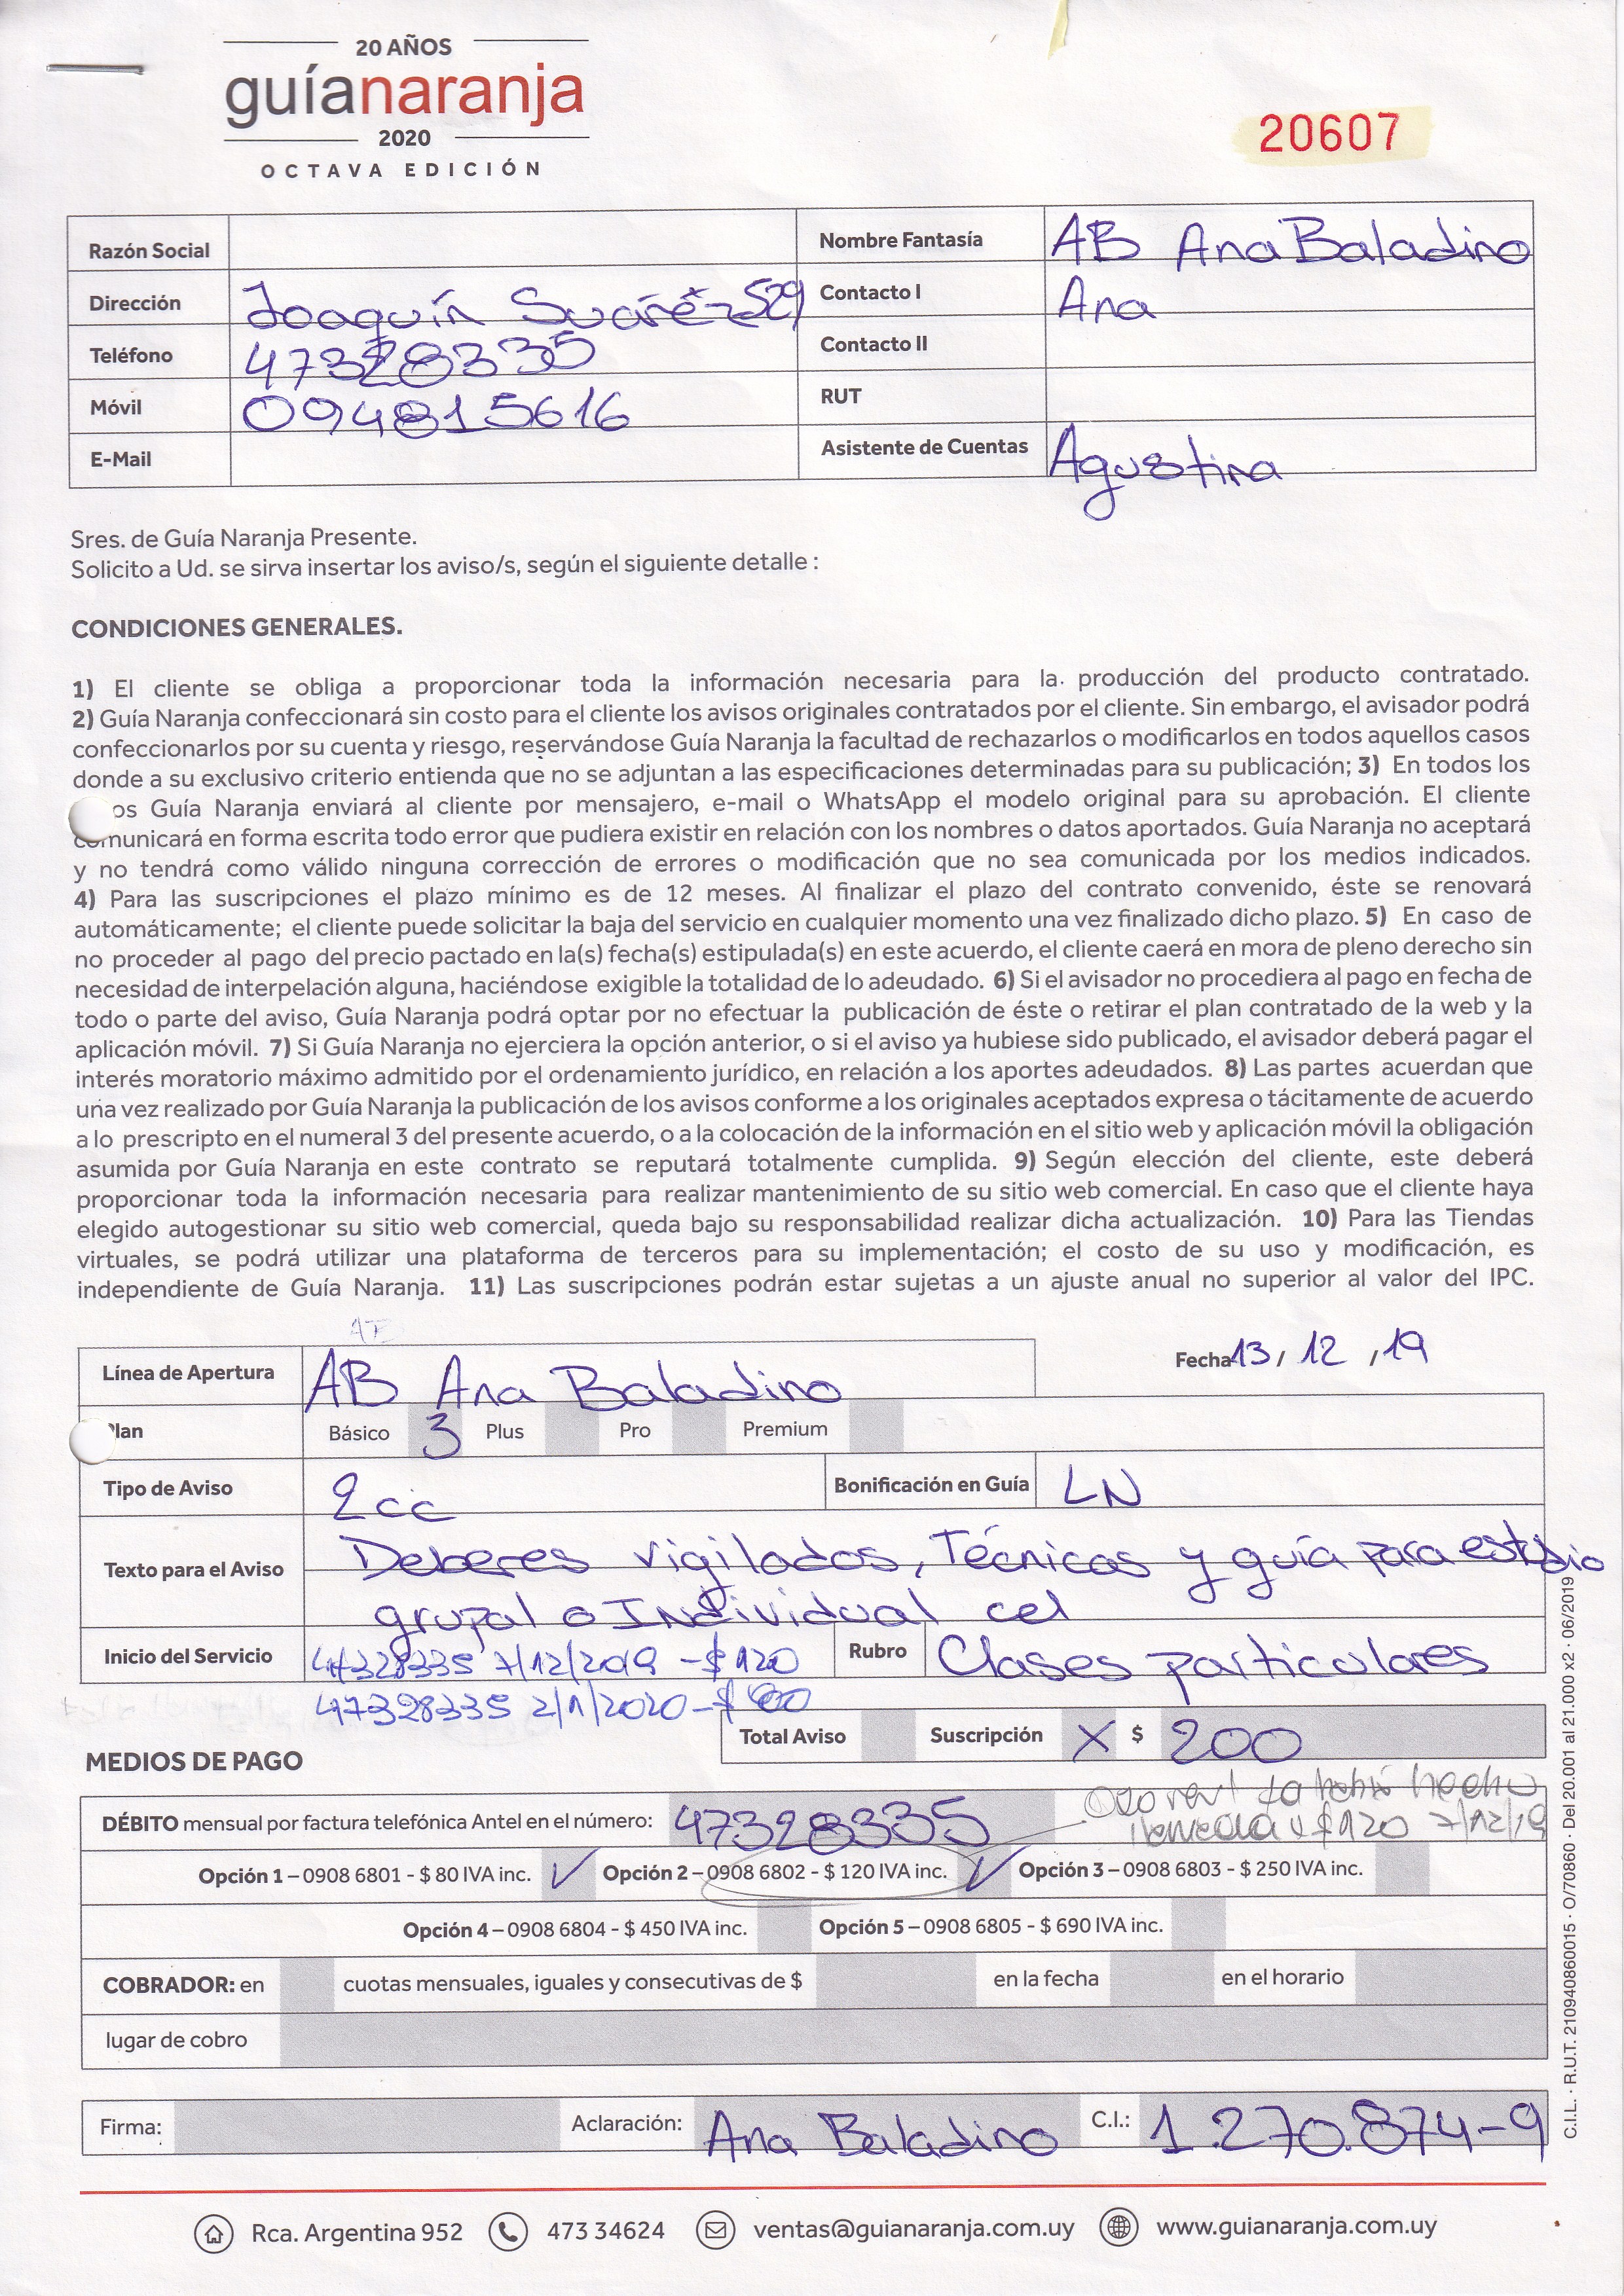 20 AÑOS
guíanaranja
2020
OCTAVA EDICIÓN
20607
Razón Social
Nombre Fantasía AB Ana Baladino
Dirección Joaquín Suárez 529
Contacto I Ana
Teléfono 47328335
Contacto II
Móvil 094815616
RUT
E-Mail
Asistente de Cuentas Agustina
Sres. de Guía Naranja Presente.
Solicito a Ud. se sirva insertar los aviso/s, según el siguiente detalle :
CONDICIONES GENERALES.
1) El cliente se obliga a proporcionar toda la información necesaria para la producción del producto contratado.
2) Guía Naranja confeccionará sin costo para el cliente los avisos originales contratados por el cliente. Sin embargo, el avisador podrá
confeccionarlos por su cuenta y riesgo, reservándose Guía Naranja la facultad de rechazarlos o modificarlos en todos aquellos casos
donde a su exclusivo criterio entienda que no se adjuntan a las especificaciones determinadas para su publicación; 3) En todos los
os Guía Naranja enviará al cliente por mensajero, e-mail o WhatsApp el modelo original para su aprobación. El cliente
comunicará en forma escrita todo error que pudiera existir en relación con los nombres o datos aportados. Guía Naranja no aceptará
y no tendrá como válido ninguna corrección de errores o modificación que no sea comunicada por los medios indicados.
4) Para las suscripciones el plazo mínimo es de 12 meses. Al finalizar el plazo del contrato convenido, éste se renovará
automáticamente; el cliente puede solicitar la baja del servicio en cualquier momento una vez finalizado dicho plazo. 5) En caso de
no proceder al pago del precio pactado en la(s) fecha(s) estipulada(s) en este acuerdo, el cliente caerá en mora de pleno derecho sin
necesidad de interpelación alguna, haciéndose exigible la totalidad de lo adeudado. 6) Si el avisador no procediera al pago en fecha de
todo o parte del aviso, Guía Naranja podrá optar por no efectuar la publicación de éste o retirar el plan contratado de la web y la
aplicación móvil. 7) Si Guía Naranja no ejerciera la opción anterior, o si el aviso ya hubiese sido publicado, el avisador deberá pagar el
interés moratorio máximo admitido por el ordenamiento jurídico, en relación a los aportes adeudados. 8) Las partes acuerdan que
una vez realizado por Guía Naranja la publicación de los avisos conforme a los originales aceptados expresa o tácitamente de acuerdo
a lo prescripto en el numeral 3 del presente acuerdo, o a la colocación de la información en el sitio web y aplicación móvil la obligación
asumida por Guía Naranja en este contrato se reputará totalmente cumplida. 9) Según elección del cliente, este deberá
proporcionar toda la información necesaria para realizar mantenimiento de su sitio web comercial. En caso que el cliente haya
elegido autogestionar su sitio web comercial, queda bajo su responsabilidad realizar dicha actualización. 10) Para las Tiendas
virtuales, se podrá utilizar una plataforma de terceros para su implementación; el costo de su uso y modificación, es
independiente de Guía Naranja. 11) Las suscripciones podrán estar sujetas a un ajuste anual no superior al valor del IPC.
Línea de Apertura AB Ana Baladino
Fecha 13 / 12 / 19
Plan Básico 3 Plus Pro Premium
Tipo de Aviso 2cc
Bonificación en Guía LN
Texto para el Aviso Deberes vigilados, Técnicas y guía para estudio
grupal o Individual cel
Inicio del Servicio 47328335 7/12/2019 - $ 120
Rubro Clases particulares
47328335 2/1/2020 - $ 80
Total Aviso Suscripción X $ 200
MEDIOS DE PAGO
DÉBITO mensual por factura telefónica Antel en el número: 47328335
ya había hecho
$120 7/12/19
Opción 1 – 0908 6801 - $ 80 IVA inc. ✓ Opción 2 – 0908 6802 - $ 120 IVA inc. ✓ Opción 3 – 0908 6803 - $ 250 IVA inc.
Opción 4 – 0908 6804 - $ 450 IVA inc. Opción 5 – 0908 6805 - $ 690 IVA inc.
COBRADOR: en cuotas mensuales, iguales y consecutivas de $ en la fecha en el horario
lugar de cobro
Firma: Aclaración: Ana Baladino C.I.: 1.270.874-9
Rca. Argentina 952 473 34624 ventas@guianaranja.com.uy www.guianaranja.com.uy
C.I.L. · R.U.T. 210940860015 · O/70860 · Del 20.001 al 21.000 x2 · 06/2019